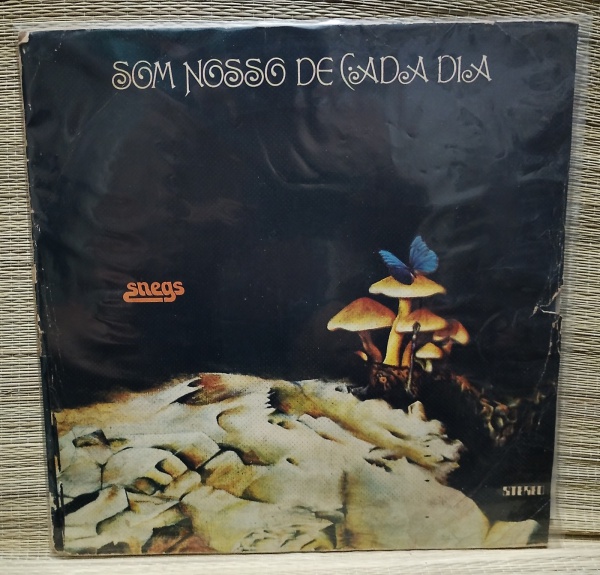 SOM NOSSO DE CADA DIA
snegs
STEREO